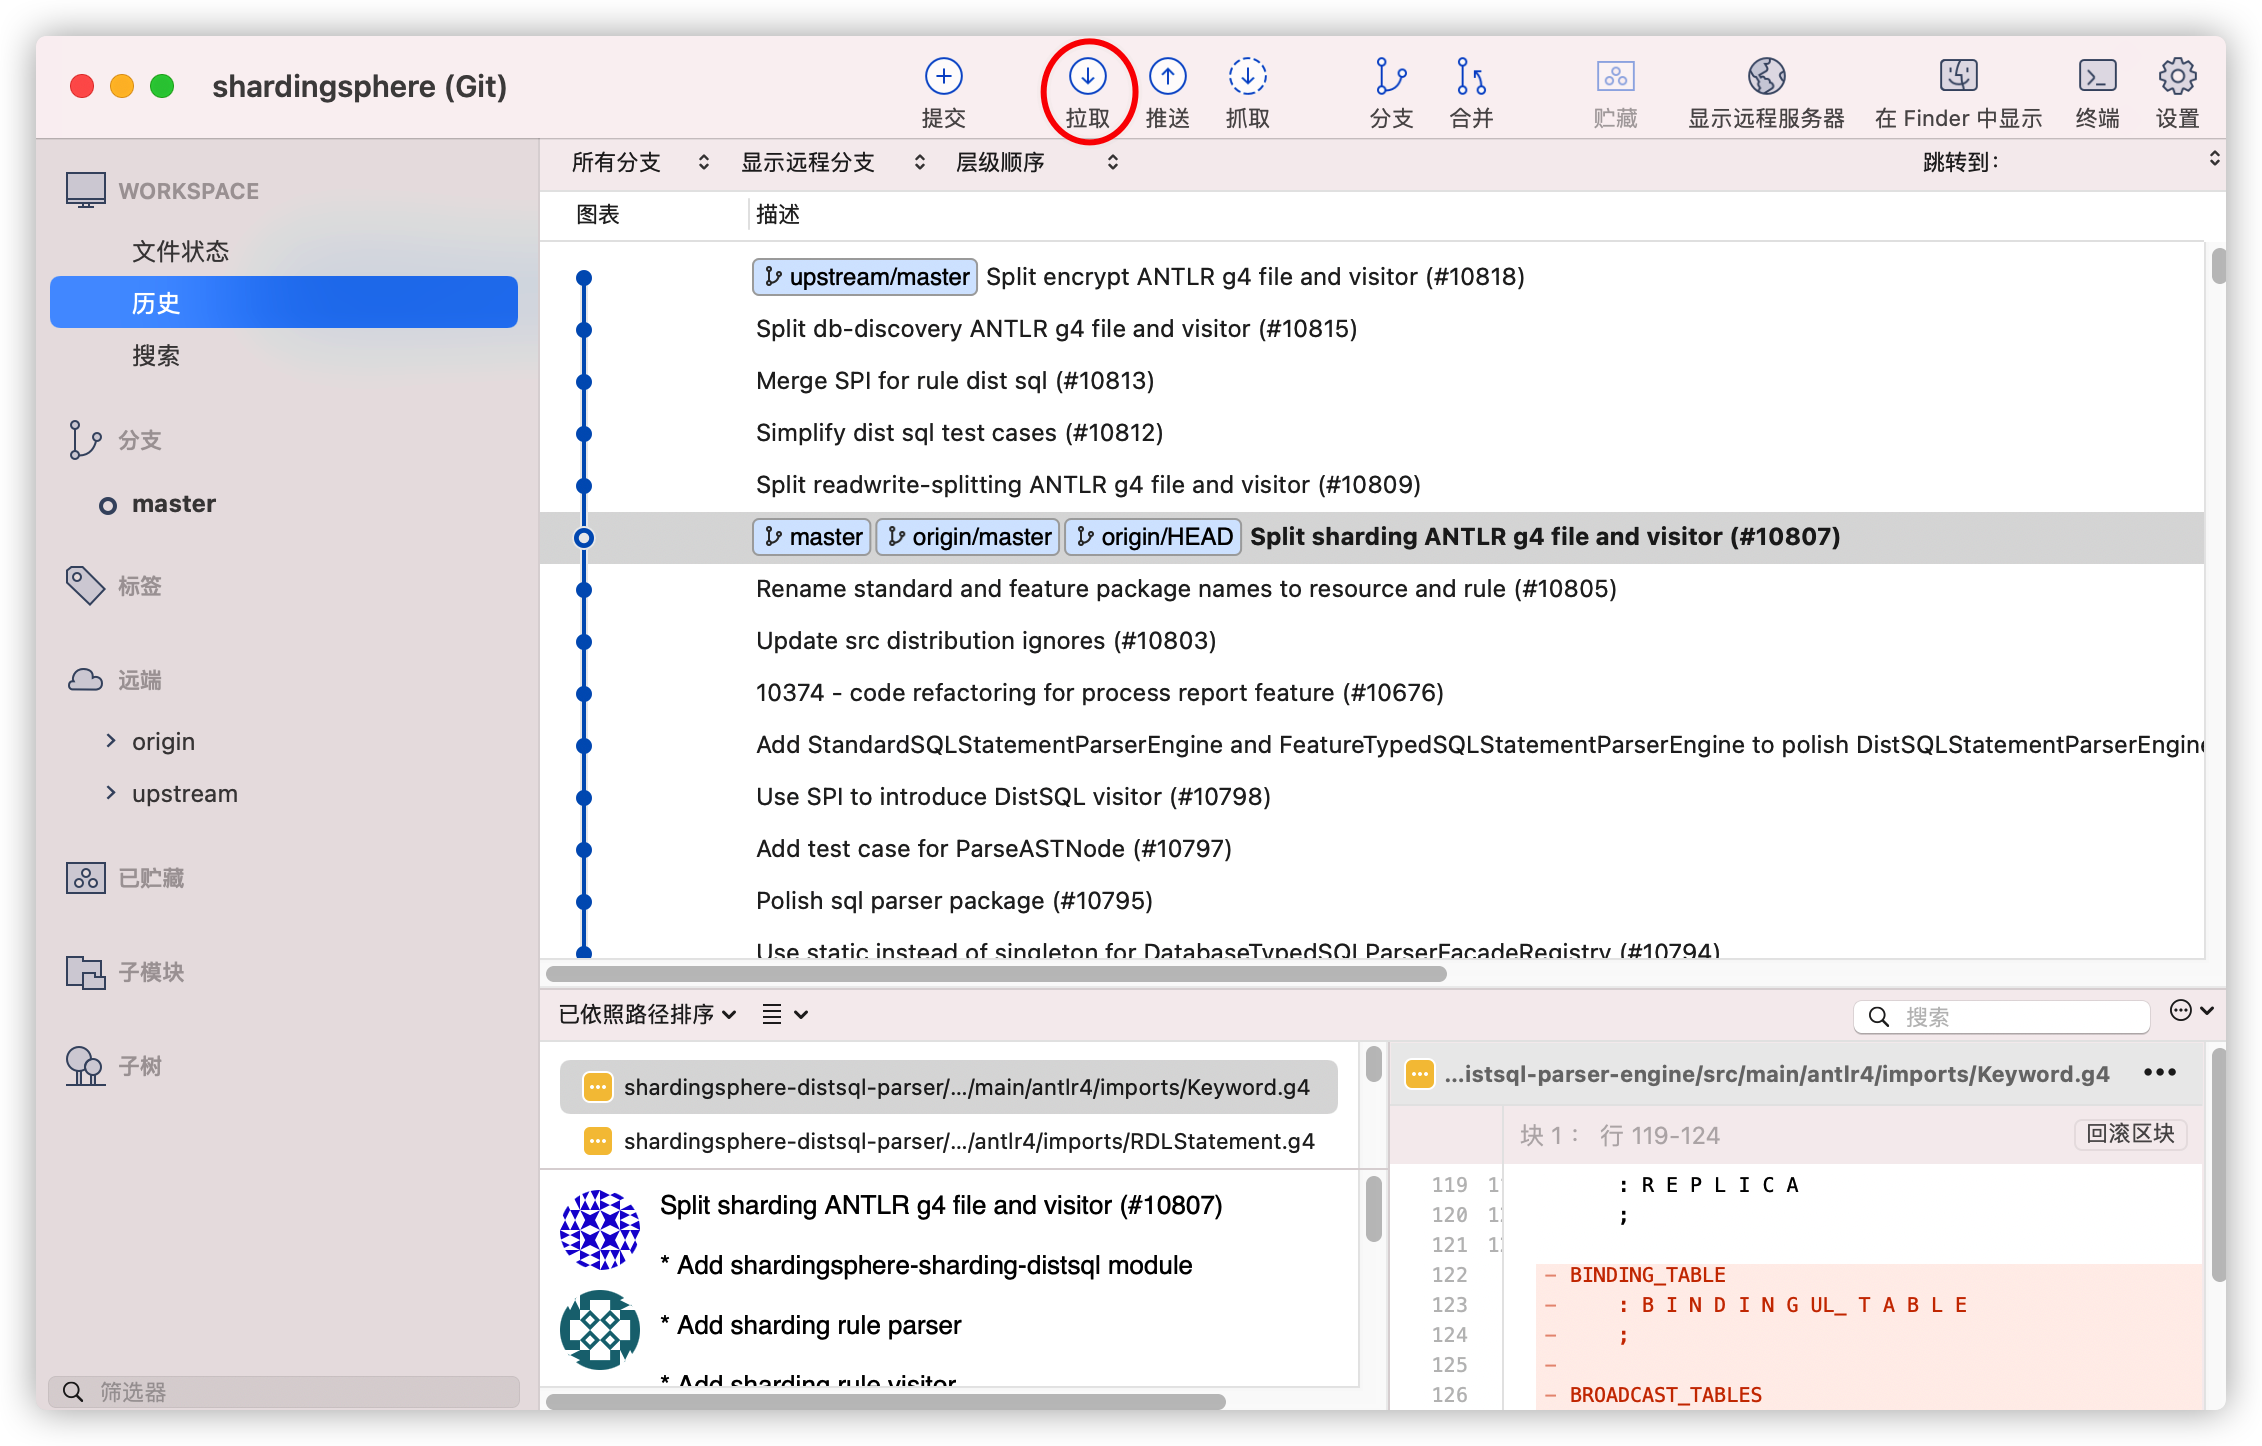 shardingsphere (Git)
提交
拉取
推送
抓取
分支
合并
贮藏
显示远程服务器
在 Finder 中显示
终端
设置
WORKSPACE
文件状态
历史
搜索
分支
master
标签
远端
origin
upstream
已贮藏
子模块
子树
筛选器
所有分支 显示远程分支 层级顺序 跳转到:
图表 描述
upstream/master Split encrypt ANTLR g4 file and visitor (#10818)
Split db-discovery ANTLR g4 file and visitor (#10815)
Merge SPI for rule dist sql (#10813)
Simplify dist sql test cases (#10812)
Split readwrite-splitting ANTLR g4 file and visitor (#10809)
master origin/master origin/HEAD Split sharding ANTLR g4 file and visitor (#10807)
Rename standard and feature package names to resource and rule (#10805)
Update src distribution ignores (#10803)
10374 - code refactoring for process report feature (#10676)
Add StandardSQLStatementParserEngine and FeatureTypedSQLStatementParserEngine to polish DistSQLStatementParserEngine
Use SPI to introduce DistSQL visitor (#10798)
Add test case for ParseASTNode (#10797)
Polish sql parser package (#10795)
Use static instead of singleton for DatabaseTypedSQLParserFacadeRegistry (#10794)
已依照路径排序
搜索
shardingsphere-distsql-parser/.../main/antlr4/imports/Keyword.g4
shardingsphere-distsql-parser/.../antlr4/imports/RDLStatement.g4
Split sharding ANTLR g4 file and visitor (#10807)
* Add shardingsphere-sharding-distsql module
* Add sharding rule parser
* Add sharding rule visitor
...istsql-parser-engine/src/main/antlr4/imports/Keyword.g4
块 1： 行 119-124 回滚区块
119 : R E P L I C A
120 ;
121
122 - BINDING_TABLE
123 - : B I N D I N G UL_ T A B L E
124 - ;
125 -
126 - BROADCAST_TABLES